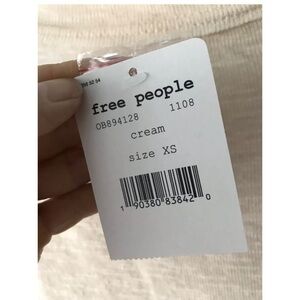 free people
OB894128 1108
cream
size XS
1 90380 83842 0